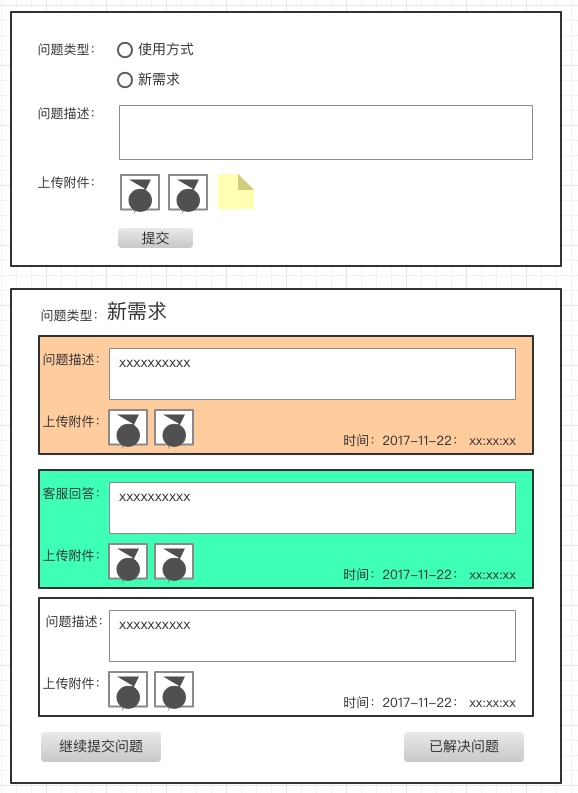 问题类型：
使用方式
新需求
问题描述：
上传附件：
提交
问题类型：新需求
问题描述：
xxxxxxxxxx
上传附件：
时间：2017-11-22： xx:xx:xx
客服回答：
xxxxxxxxxx
上传附件：
时间：2017-11-22： xx:xx:xx
问题描述：
xxxxxxxxxx
上传附件：
时间：2017-11-22： xx:xx:xx
继续提交问题
已解决问题